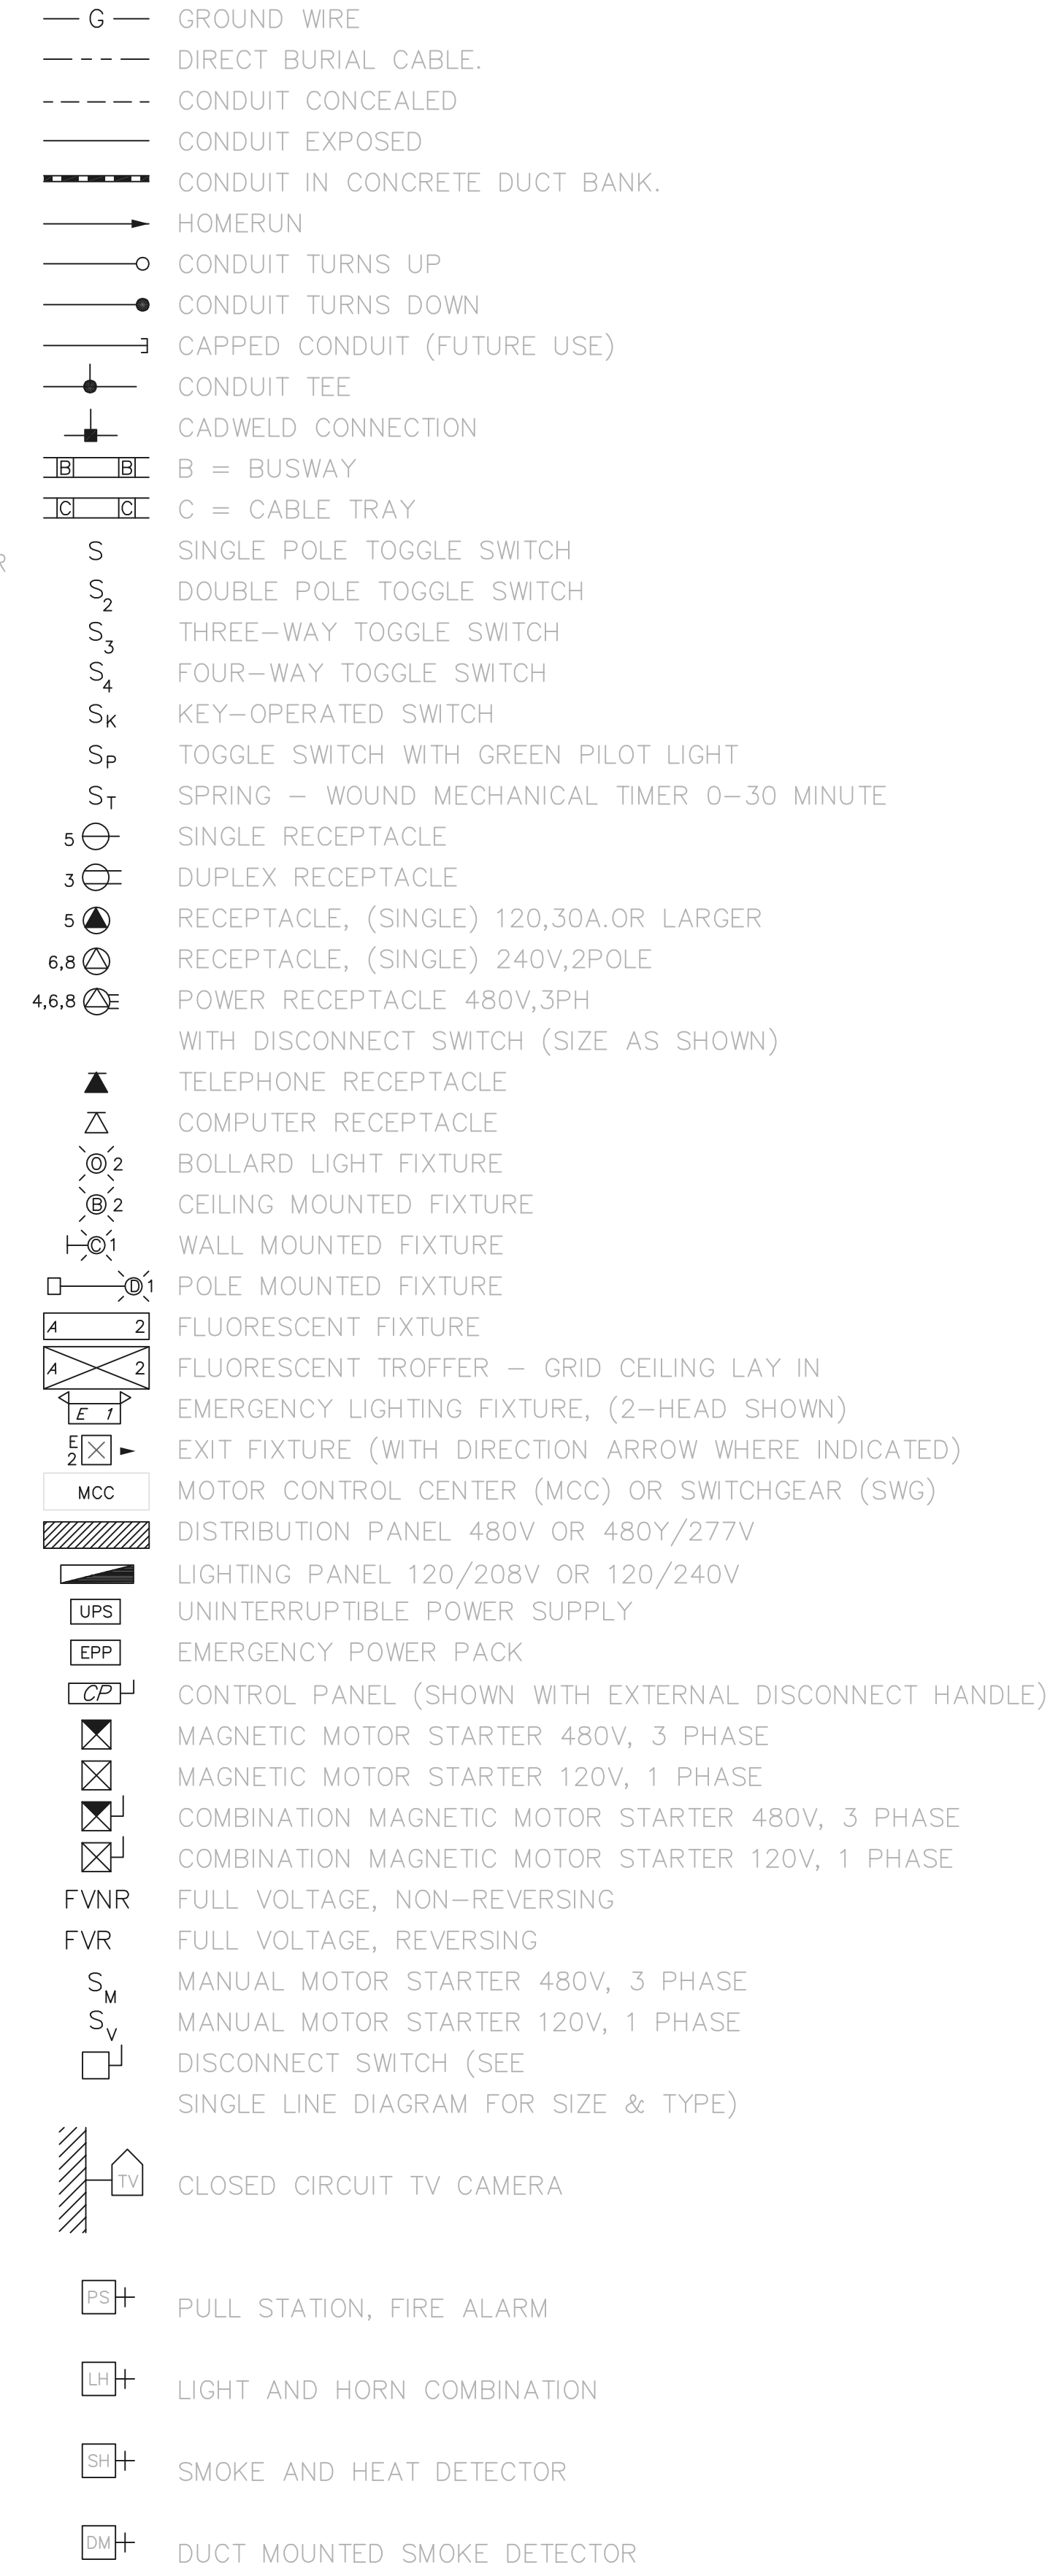 G GROUND WIRE
DIRECT BURIAL CABLE.
CONDUIT CONCEALED
CONDUIT EXPOSED
CONDUIT IN CONCRETE DUCT BANK.
HOMERUN
CONDUIT TURNS UP
CONDUIT TURNS DOWN
CAPPED CONDUIT (FUTURE USE)
CONDUIT TEE
CADWELD CONNECTION
B B B = BUSWAY
C C C = CABLE TRAY
R S SINGLE POLE TOGGLE SWITCH
S2 DOUBLE POLE TOGGLE SWITCH
S3 THREE-WAY TOGGLE SWITCH
S4 FOUR-WAY TOGGLE SWITCH
SK KEY-OPERATED SWITCH
SP TOGGLE SWITCH WITH GREEN PILOT LIGHT
ST SPRING - WOUND MECHANICAL TIMER 0-30 MINUTE
5 SINGLE RECEPTACLE
3 DUPLEX RECEPTACLE
5 RECEPTACLE, (SINGLE) 120,30A.OR LARGER
6,8 RECEPTACLE, (SINGLE) 240V,2POLE
4,6,8 POWER RECEPTACLE 480V,3PH
WITH DISCONNECT SWITCH (SIZE AS SHOWN)
TELEPHONE RECEPTACLE
COMPUTER RECEPTACLE
O 2 BOLLARD LIGHT FIXTURE
B 2 CEILING MOUNTED FIXTURE
C 1 WALL MOUNTED FIXTURE
D 1 POLE MOUNTED FIXTURE
A 2 FLUORESCENT FIXTURE
A 2 FLUORESCENT TROFFER - GRID CEILING LAY IN
E 1 EMERGENCY LIGHTING FIXTURE, (2-HEAD SHOWN)
E 2 EXIT FIXTURE (WITH DIRECTION ARROW WHERE INDICATED)
MCC MOTOR CONTROL CENTER (MCC) OR SWITCHGEAR (SWG)
DISTRIBUTION PANEL 480V OR 480Y/277V
LIGHTING PANEL 120/208V OR 120/240V
UPS UNINTERRUPTIBLE POWER SUPPLY
EPP EMERGENCY POWER PACK
CP CONTROL PANEL (SHOWN WITH EXTERNAL DISCONNECT HANDLE)
MAGNETIC MOTOR STARTER 480V, 3 PHASE
MAGNETIC MOTOR STARTER 120V, 1 PHASE
COMBINATION MAGNETIC MOTOR STARTER 480V, 3 PHASE
COMBINATION MAGNETIC MOTOR STARTER 120V, 1 PHASE
FVNR FULL VOLTAGE, NON-REVERSING
FVR FULL VOLTAGE, REVERSING
SM MANUAL MOTOR STARTER 480V, 3 PHASE
SV MANUAL MOTOR STARTER 120V, 1 PHASE
DISCONNECT SWITCH (SEE
SINGLE LINE DIAGRAM FOR SIZE & TYPE)
TV CLOSED CIRCUIT TV CAMERA
PS PULL STATION, FIRE ALARM
LH LIGHT AND HORN COMBINATION
SH SMOKE AND HEAT DETECTOR
DM DUCT MOUNTED SMOKE DETECTOR